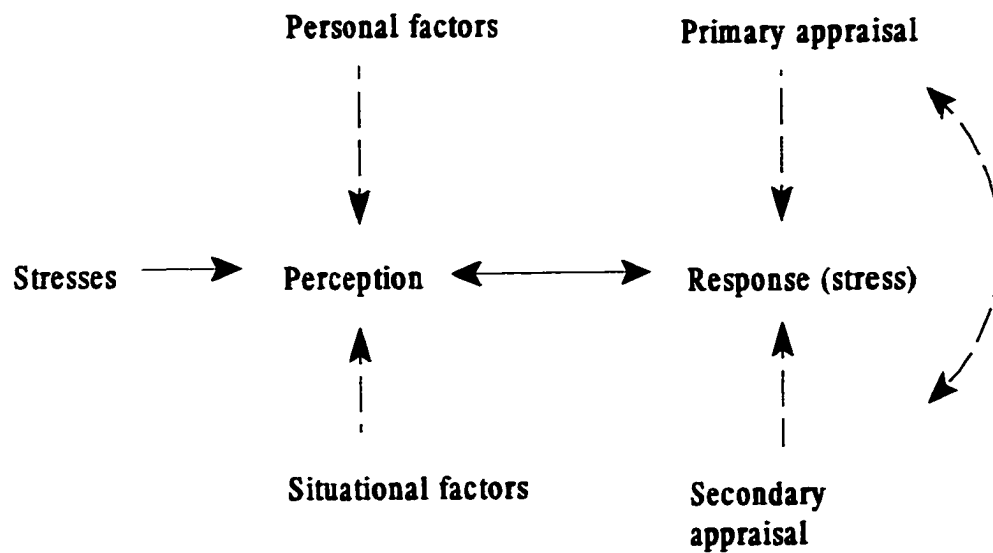 Personal factors
Primary appraisal
Stresses
Perception
Response (stress)
Situational factors
Secondary
appraisal